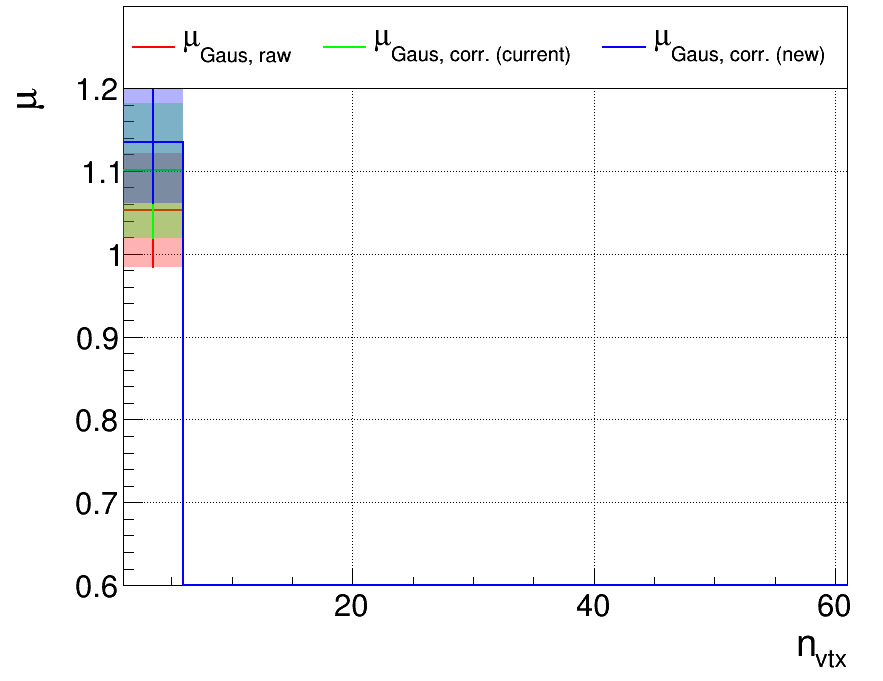 μGaus, raw μGaus, corr. (current) μGaus, corr. (new)
μ
1.2
1.1
1
0.9
0.8
0.7
0.6
20 40 60
nvtx